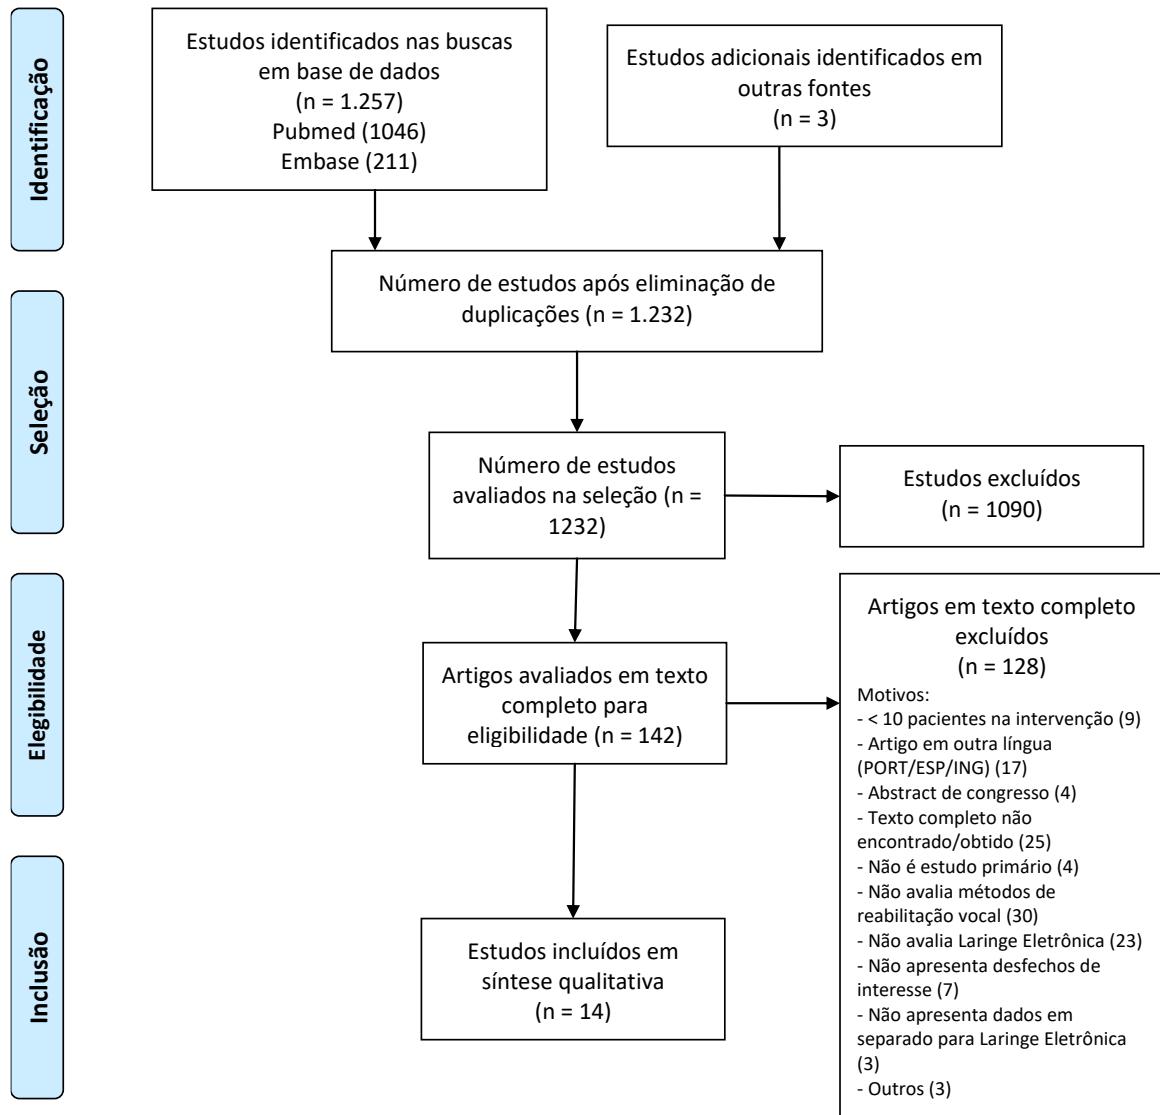 Identificação
Estudos identificados nas buscas
em base de dados
(n = 1.257)
Pubmed (1046)
Embase (211)
Estudos adicionais identificados em
outras fontes
(n = 3)
Número de estudos após eliminação de
duplicações (n = 1.232)
Seleção
Número de estudos
avaliados na seleção (n =
1232)
Estudos excluídos
(n = 1090)
Elegibilidade
Artigos avaliados em texto
completo para
eligibilidade (n = 142)
Artigos em texto completo
excluídos
(n = 128)
Motivos:
- < 10 pacientes na intervenção (9)
- Artigo em outra língua
(PORT/ESP/ING) (17)
- Abstract de congresso (4)
- Texto completo não
encontrado/obtido (25)
- Não é estudo primário (4)
- Não avalia métodos de
reabilitação vocal (30)
- Não avalia Laringe Eletrônica (23)
- Não apresenta desfechos de
interesse (7)
- Não apresenta dados em
separado para Laringe Eletrônica
(3)
- Outros (3)
Inclusão
Estudos incluídos em
síntese qualitativa
(n = 14)